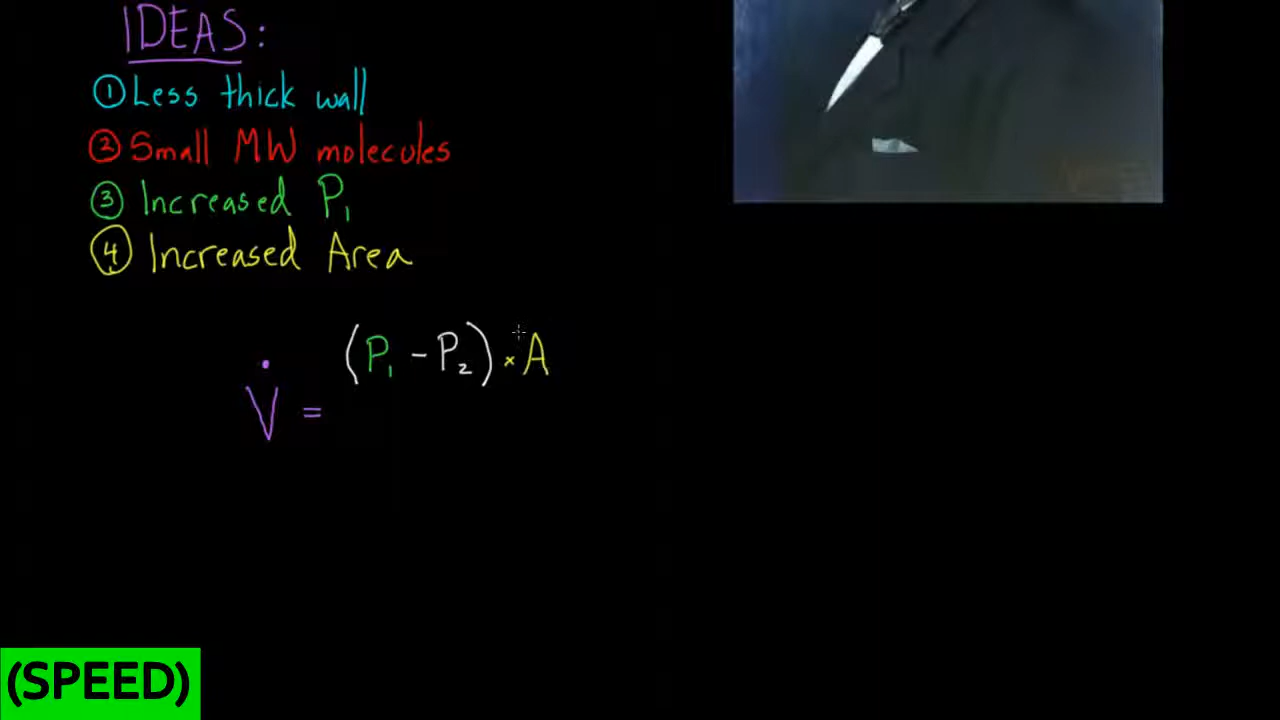 IDEAS:
① Less thick wall
② Small MW molecules
③ Increased P₁
④ Increased Area
(P₁ - P₂) × A
V̇ =
(SPEED)